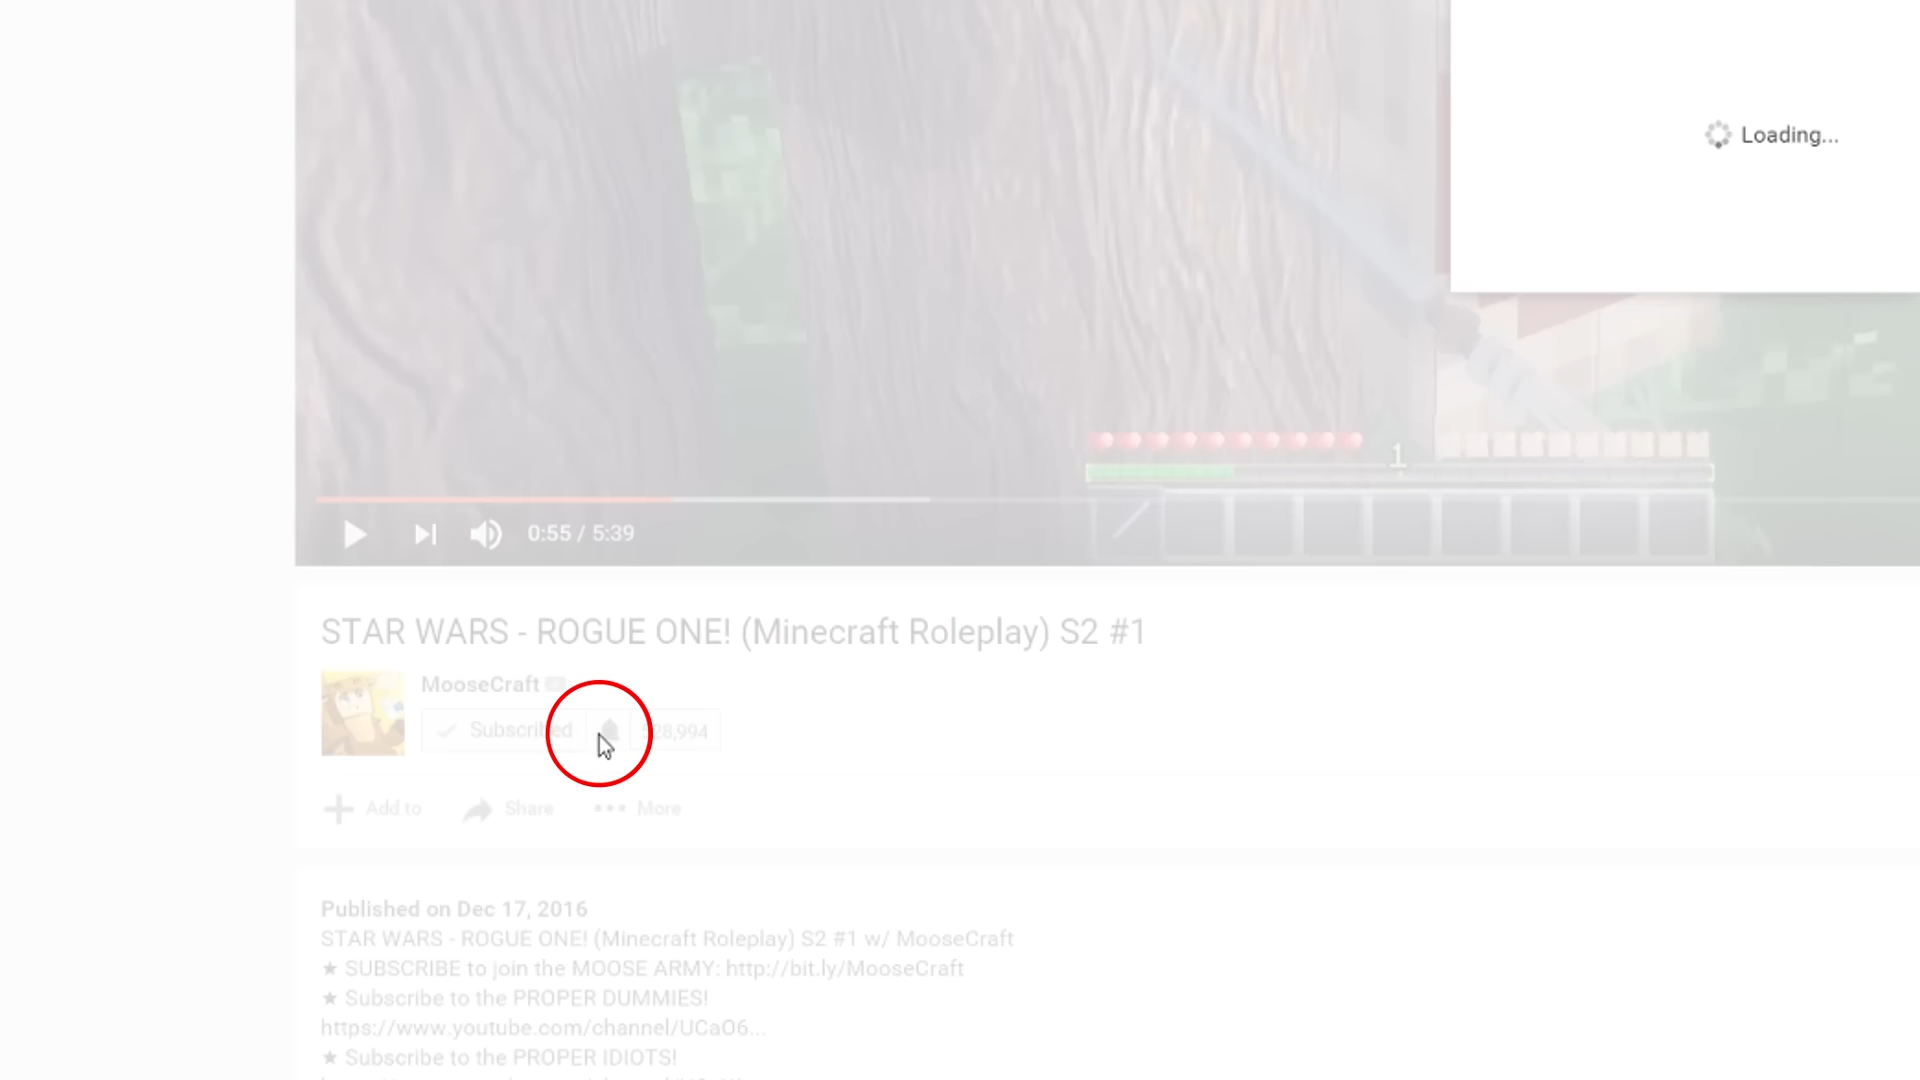 Loading...
1
0:55 / 5:39
STAR WARS - ROGUE ONE! (Minecraft Roleplay) S2 #1
MooseCraft
Subscribed 28,994
Add to Share More
Published on Dec 17, 2016
STAR WARS - ROGUE ONE! (Minecraft Roleplay) S2 #1 w/ MooseCraft
★ SUBSCRIBE to join the MOOSE ARMY: http://bit.ly/MooseCraft
★ Subscribe to the PROPER DUMMIES!
https://www.youtube.com/channel/UCaO6...
★ Subscribe to the PROPER IDIOTS!